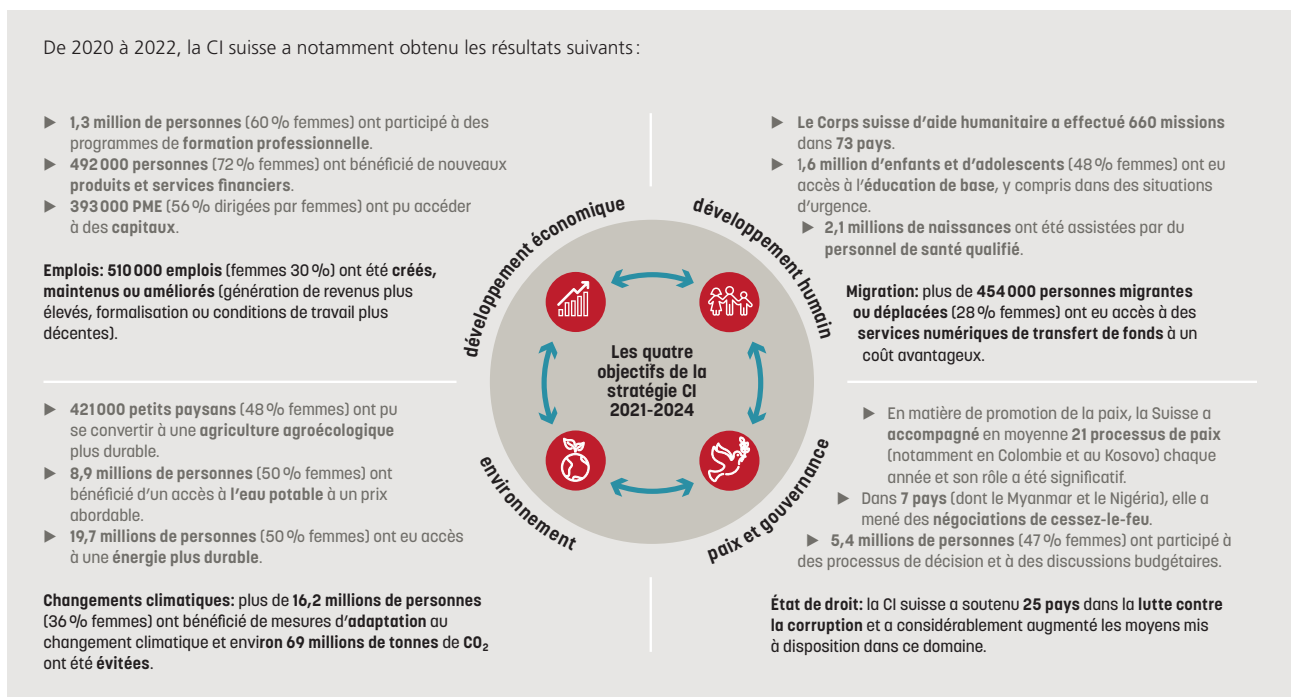 De 2020 à 2022, la CI suisse a notamment obtenu les résultats suivants :
▶ 1,3 million de personnes (60 % femmes) ont participé à des
programmes de formation professionnelle.
▶ 492 000 personnes (72 % femmes) ont bénéficié de nouveaux
produits et services financiers.
▶ 393 000 PME (56 % dirigées par femmes) ont pu accéder
à des capitaux.
Emplois: 510 000 emplois (femmes 30 %) ont été créés,
maintenus ou améliorés (génération de revenus plus
élevés, formalisation ou conditions de travail plus
décentes).
▶ Le Corps suisse d'aide humanitaire a effectué 660 missions
dans 73 pays.
▶ 1,6 million d'enfants et d'adolescents (48 % femmes) ont eu
accès à l'éducation de base, y compris dans des situations
d'urgence.
▶ 2,1 millions de naissances ont été assistées par du
personnel de santé qualifié.
Migration: plus de 454 000 personnes migrantes
ou déplacées (28 % femmes) ont eu accès à des
services numériques de transfert de fonds à un
coût avantageux.
développement économique
développement humain
Les quatre
objectifs de la
stratégie CI
2021-2024
environnement
paix et gouvernance
▶ 421 000 petits paysans (48 % femmes) ont pu
se convertir à une agriculture agroécologique
plus durable.
▶ 8,9 millions de personnes (50 % femmes) ont
bénéficié d'un accès à l'eau potable à un prix
abordable.
▶ 19,7 millions de personnes (50 % femmes) ont eu accès
à une énergie plus durable.
Changements climatiques: plus de 16,2 millions de personnes
(36 % femmes) ont bénéficié de mesures d'adaptation au
changement climatique et environ 69 millions de tonnes de CO₂
ont été évitées.
▶ En matière de promotion de la paix, la Suisse a
accompagné en moyenne 21 processus de paix
(notamment en Colombie et au Kosovo) chaque
année et son rôle a été significatif.
▶ Dans 7 pays (dont le Myanmar et le Nigéria), elle a
mené des négociations de cessez-le-feu.
▶ 5,4 millions de personnes (47 % femmes) ont participé à
des processus de décision et à des discussions budgétaires.
État de droit: la CI suisse a soutenu 25 pays dans la lutte contre
la corruption et a considérablement augmenté les moyens mis
à disposition dans ce domaine.